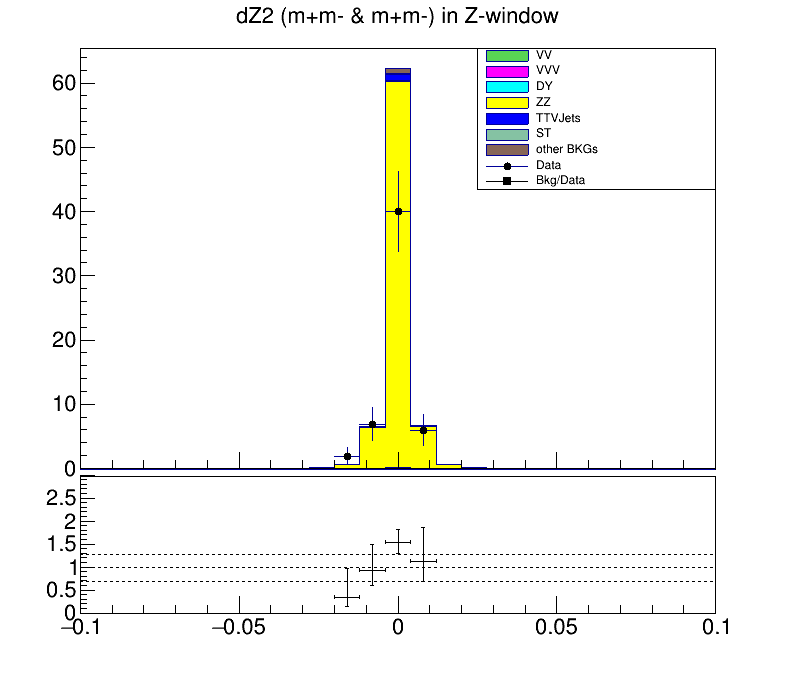 dZ2 (m+m- & m+m-) in Z-window
VV
VVV
DY
ZZ
TTVJets
ST
other BKGs
Data
Bkg/Data
60
50
40
30
20
10
0
2.5
2
1.5
1
0.5
0
−0.1 −0.05 0 0.05 0.1